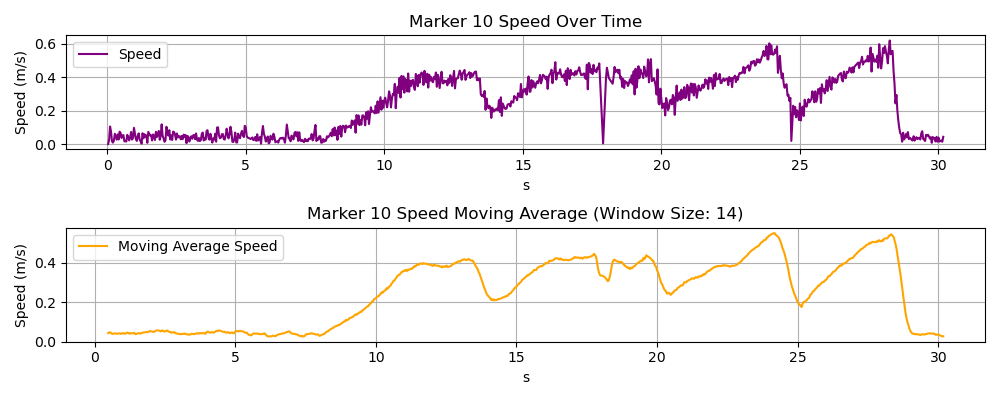 Marker 10 Speed Over Time
Speed (m/s)
0.6
0.4
0.2
0.0
Speed
0 5 10 15 20 25 30
s
Marker 10 Speed Moving Average (Window Size: 14)
Speed (m/s)
0.4
0.2
0.0
Moving Average Speed
0 5 10 15 20 25 30
s